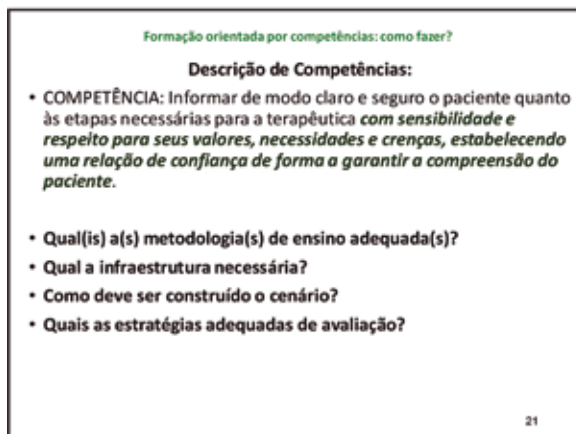 Formação orientada por competências: como fazer?
Descrição de Competências:
• COMPETÊNCIA: Informar de modo claro e seguro o paciente quanto
às etapas necessárias para a terapêutica com sensibilidade e
respeito para seus valores, necessidades e crenças, estabelecendo
uma relação de confiança de forma a garantir a compreensão do
paciente.
• Qual(is) a(s) metodologia(s) de ensino adequada(s)?
• Qual a infraestrutura necessária?
• Como deve ser construído o cenário?
• Quais as estratégias adequadas de avaliação?
21